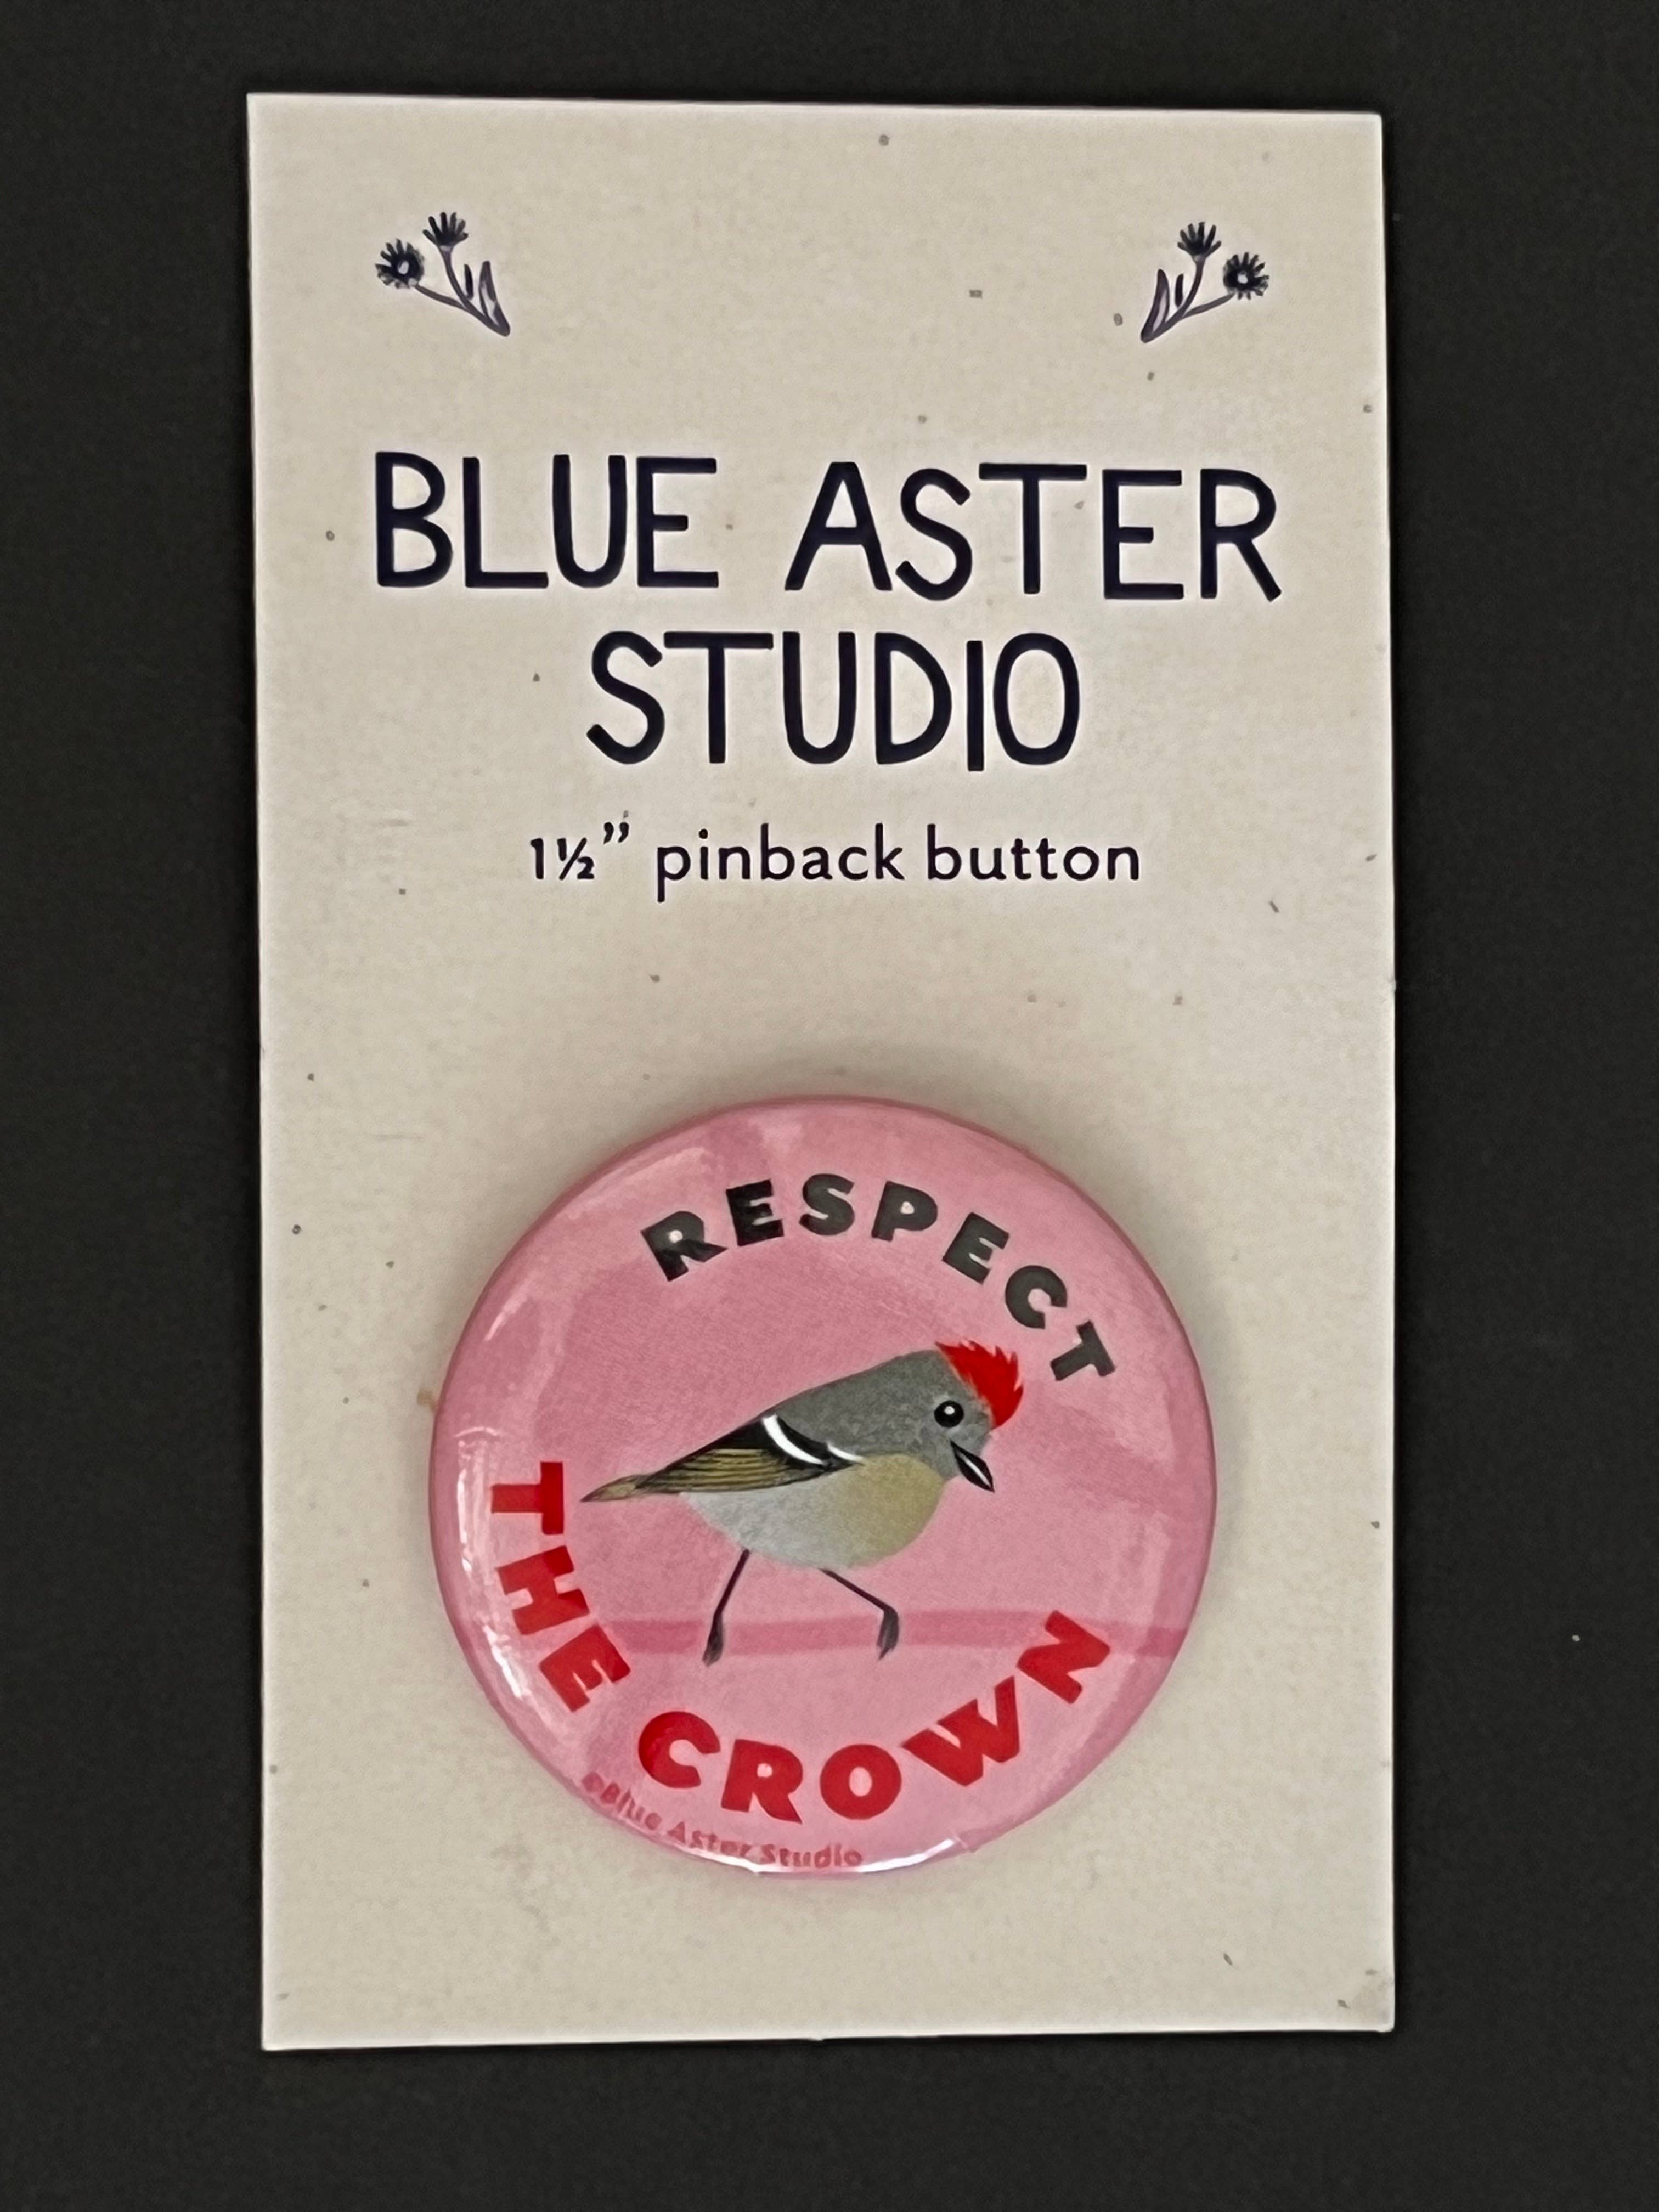 BLUE ASTER
STUDIO
1½” pinback button
RESPECT
THE CROWN
©Blue Aster Studio